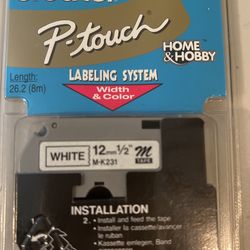 P-touch
HOME
& HOBBY
Length:
26.2 (8m)
LABELING SYSTEM
Width
& Color
WHITE 12mm 1/2" M
M-K231 TAPE
INSTALLATION
2. • Install and feed the tape
• Installer la cassette/avancer
le ruban
• Kassette einlegen, Band